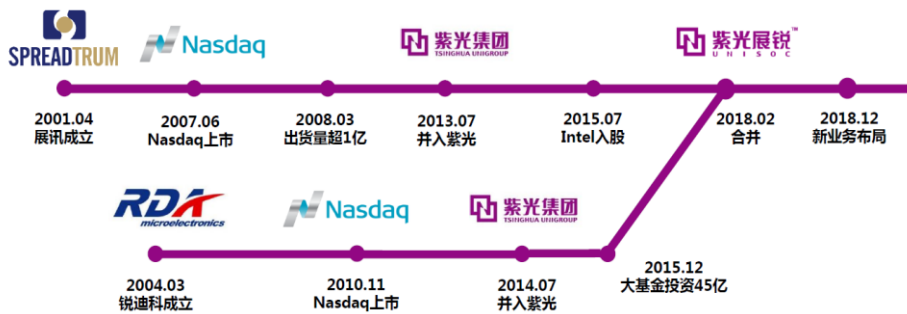 SPREADTRUM
Nasdaq
紫光集团
TSINGHUA UNIGROUP
紫光展锐™
UNISOC
2001.04
展讯成立
2007.06
Nasdaq上市
2008.03
出货量超1亿
2013.07
并入紫光
2015.07
Intel入股
2018.02
合并
2018.12
新业务布局
RDA
microelectronics
Nasdaq
紫光集团
TSINGHUA UNIGROUP
2004.03
锐迪科成立
2010.11
Nasdaq上市
2014.07
并入紫光
2015.12
大基金投资45亿